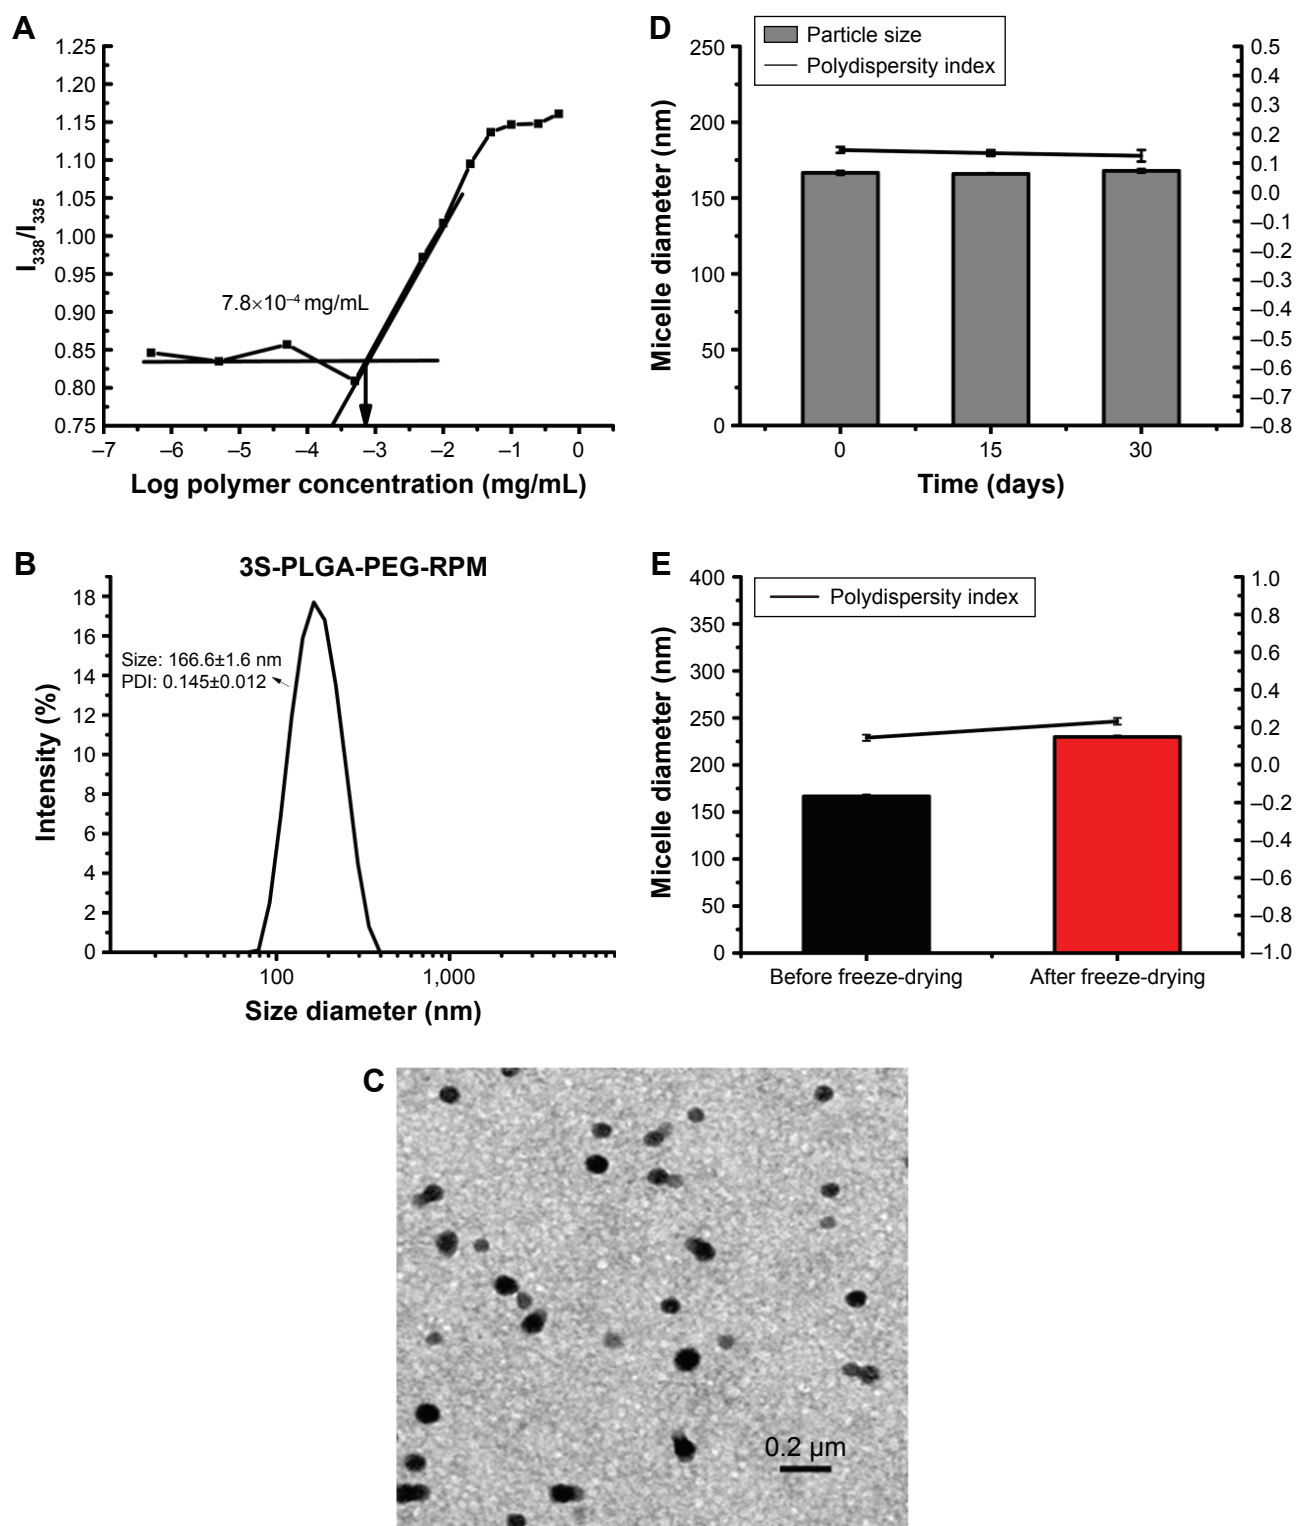 A
1.25
1.20
1.15
1.10
1.05
1.00
0.95
0.90
0.85
0.80
0.75
I338/I335
7.8×10–4 mg/mL
–7 –6 –5 –4 –3 –2 –1 0
Log polymer concentration (mg/mL)
D
Particle size
Polydispersity index
250
200
150
100
50
0
Micelle diameter (nm)
0.5
0.4
0.3
0.2
0.1
0.0
–0.1
–0.2
–0.3
–0.4
–0.5
–0.6
–0.7
–0.8
0 15 30
Time (days)
B
3S-PLGA-PEG-RPM
18
16
14
12
10
8
6
4
2
0
Intensity (%)
Size: 166.6±1.6 nm
PDI: 0.145±0.012
100 1,000
Size diameter (nm)
E
Polydispersity index
400
350
300
250
200
150
100
50
0
Micelle diameter (nm)
1.0
0.8
0.6
0.4
0.2
0.0
–0.2
–0.4
–0.6
–0.8
–1.0
Before freeze-drying After freeze-drying
C
0.2 µm